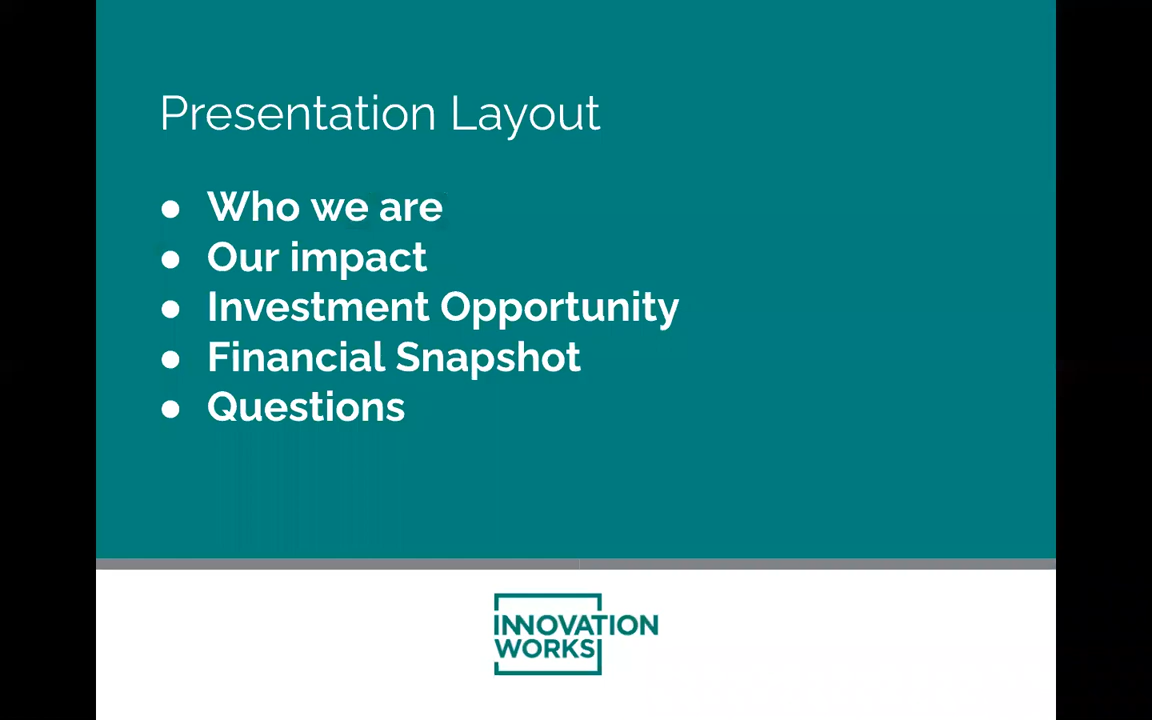 Presentation Layout
● Who we are
● Our impact
● Investment Opportunity
● Financial Snapshot
● Questions
INNOVATION
WORKS